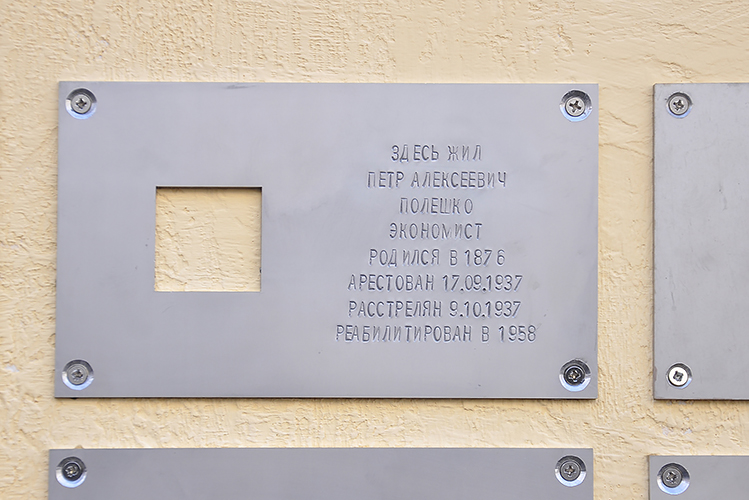 ЗДЕСЬ ЖИЛ
ПЕТР АЛЕКСЕЕВИЧ
ПОЛЕШКО
ЭКОНОМИСТ
РОДИЛСЯ В 1876
АРЕСТОВАН 17.09.1937
РАССТРЕЛЯН 9.10.1937
РЕАБИЛИТИРОВАН В 1958